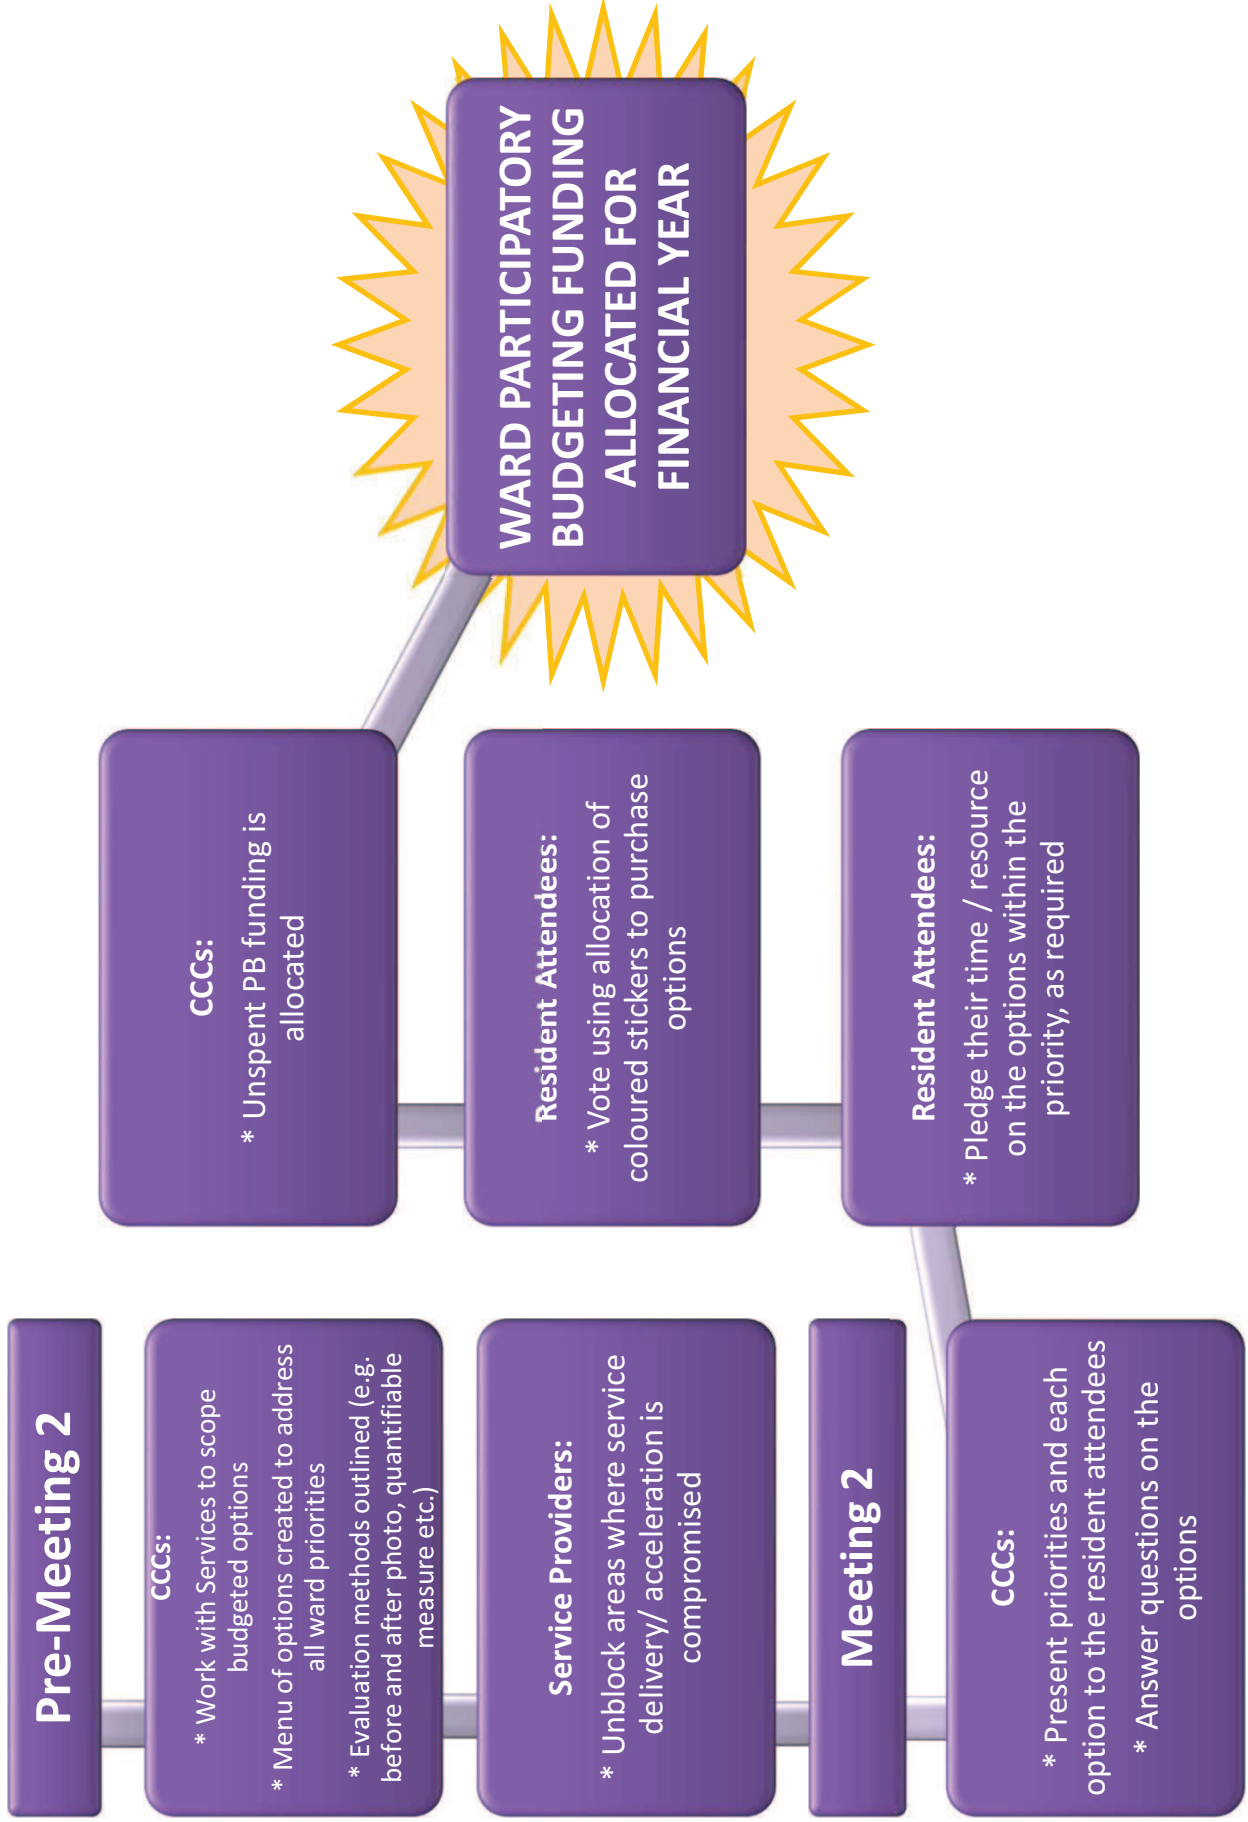 Pre-Meeting 2
CCCs:
* Work with Services to scope
budgeted options
* Menu of options created to address
all ward priorities
* Evaluation methods outlined (e.g.
before and after photo, quantifiable
measure etc.)
Service Providers:
* Unblock areas where service
delivery/ acceleration is
compromised
Meeting 2
CCCs:
* Present priorities and each
option to the resident attendees
* Answer questions on the
options
Resident Attendees:
* Pledge their time / resource
on the options within the
priority, as required
Resident Attendees:
* Vote using allocation of
coloured stickers to purchase
options
CCCs:
* Unspent PB funding is
allocated
WARD PARTICIPATORY
BUDGETING FUNDING
ALLOCATED FOR
FINANCIAL YEAR